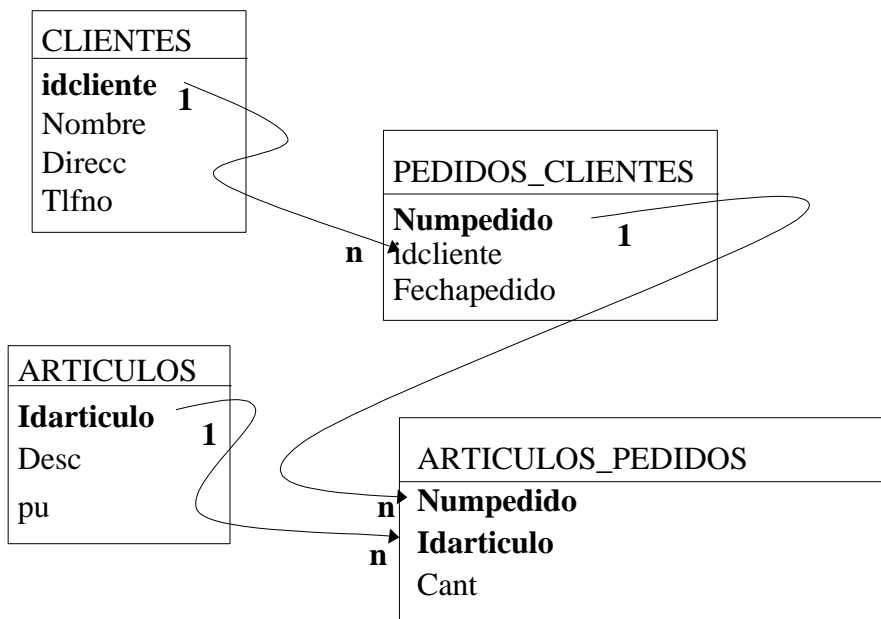 CLIENTES
idcliente
1
Nombre
Direcc
Tlfno
PEDIDOS_CLIENTES
Numpedido
1
n
idcliente
Fechapedido
ARTICULOS
Idarticulo
1
Desc
pu
ARTICULOS_PEDIDOS
n
Numpedido
n
Idarticulo
Cant